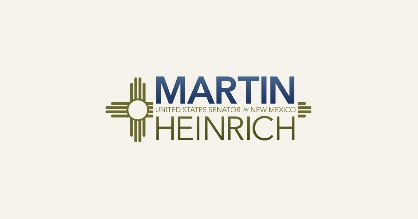 MARTIN
UNITED STATES SENATOR for NEW MEXICO
HEINRICH